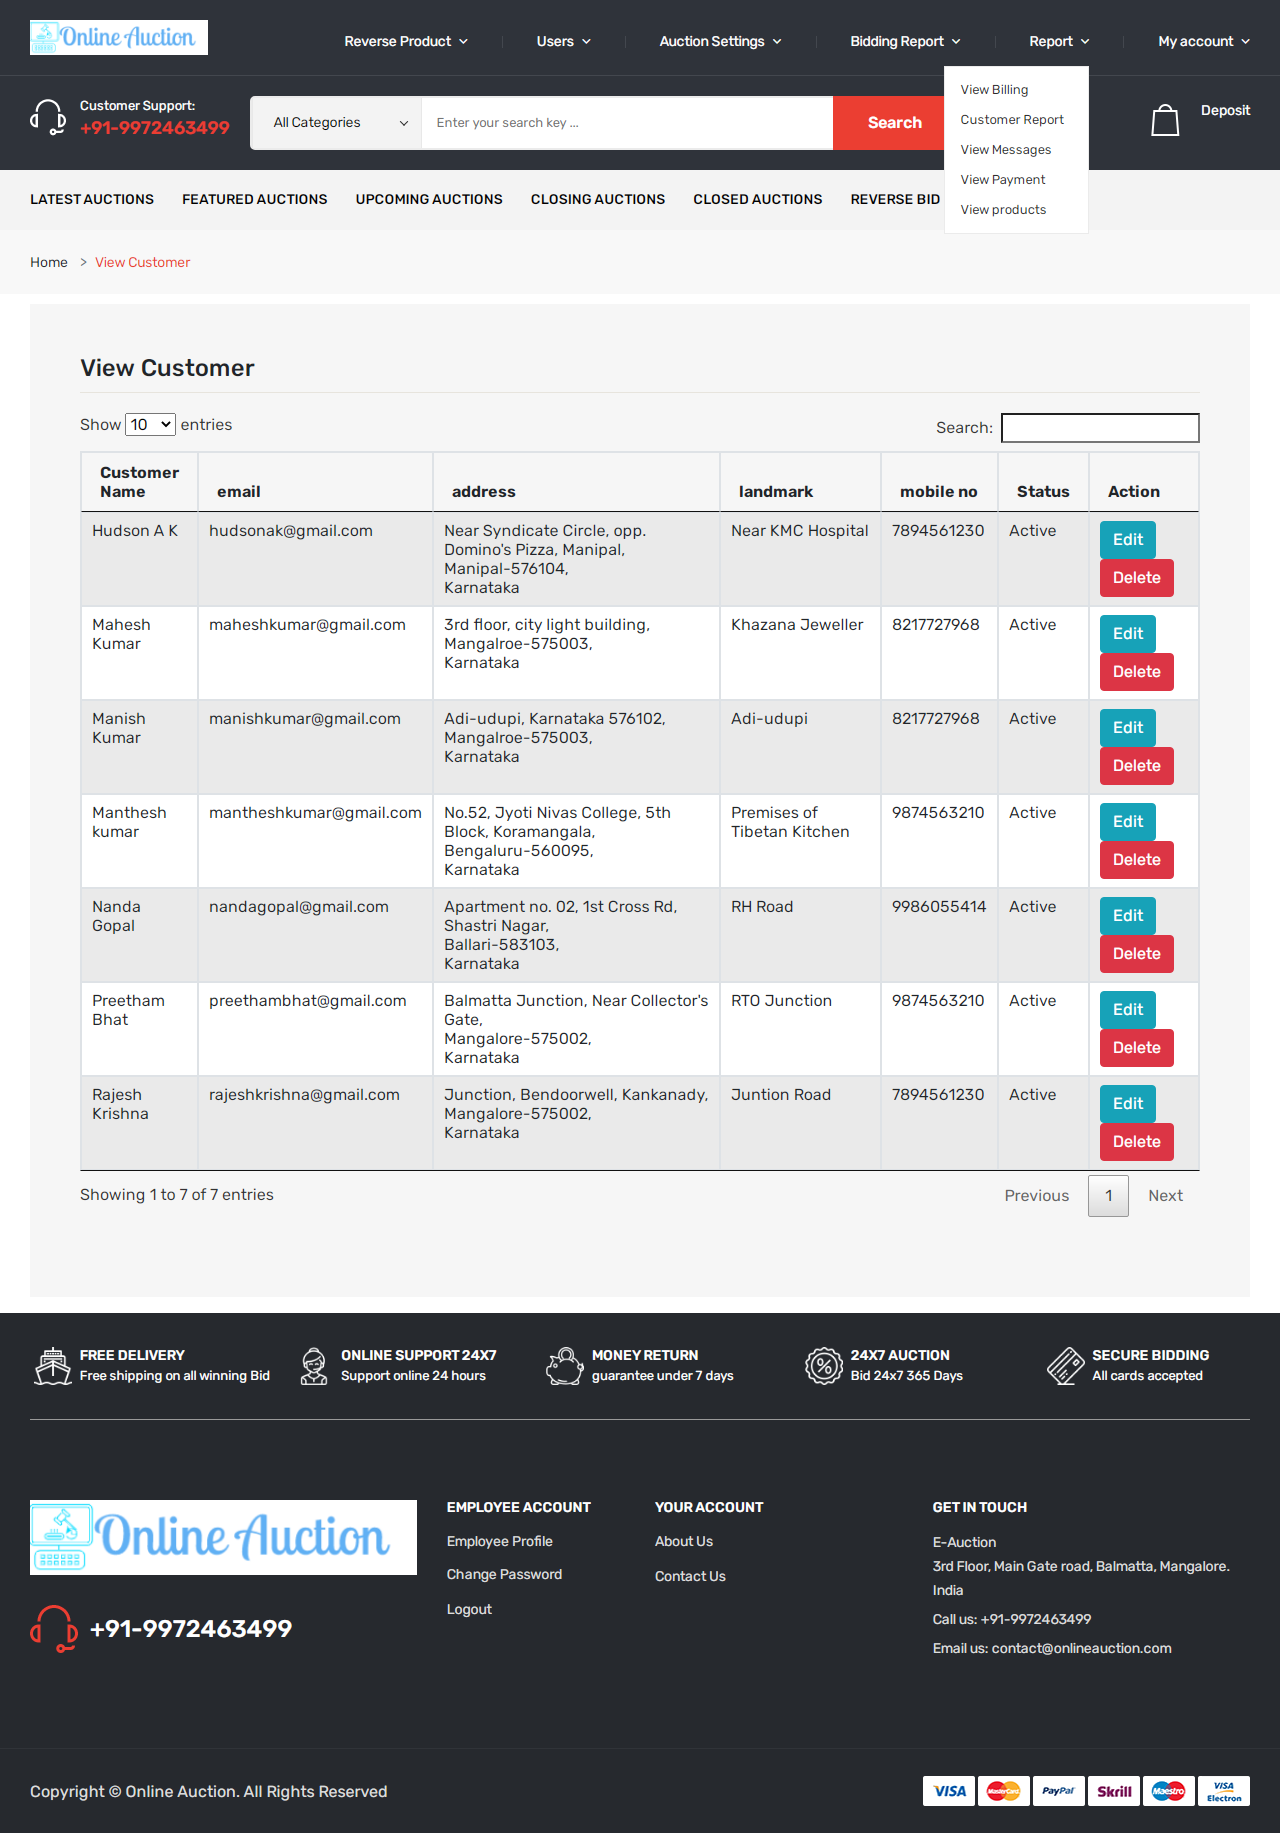 Online Auction
Reverse Product
Users
Auction Settings
Bidding Report
Report
My account
Customer Support:
+91-9972463499
All Categories
Enter your search key ...
Search
View Billing
Customer Report
View Messages
View Payment
View products
Deposit
LATEST AUCTIONS
FEATURED AUCTIONS
UPCOMING AUCTIONS
CLOSING AUCTIONS
CLOSED AUCTIONS
REVERSE BID
Home > View Customer
View Customer
Show 10 entries
Search:
Customer Name
email
address
landmark
mobile no
Status
Action
Hudson A K
hudsonak@gmail.com
Near Syndicate Circle, opp.
Domino's Pizza, Manipal,
Manipal-576104,
Karnataka
Near KMC Hospital
7894561230
Active
Edit
Delete
Mahesh
Kumar
maheshkumar@gmail.com
3rd floor, city light building,
Mangalroe-575003,
Karnataka
Khazana Jeweller
8217727968
Active
Edit
Delete
Manish
Kumar
manishkumar@gmail.com
Adi-udupi, Karnataka 576102,
Mangalroe-575003,
Karnataka
Adi-udupi
8217727968
Active
Edit
Delete
Manthesh
kumar
mantheshkumar@gmail.com
No.52, Jyoti Nivas College, 5th
Block, Koramangala,
Bengaluru-560095,
Karnataka
Premises of
Tibetan Kitchen
9874563210
Active
Edit
Delete
Nanda
Gopal
nandagopal@gmail.com
Apartment no. 02, 1st Cross Rd,
Shastri Nagar,
Ballari-583103,
Karnataka
RH Road
9986055414
Active
Edit
Delete
Preetham
Bhat
preethambhat@gmail.com
Balmatta Junction, Near Collector's
Gate,
Mangalore-575002,
Karnataka
RTO Junction
9874563210
Active
Edit
Delete
Rajesh
Krishna
rajeshkrishna@gmail.com
Junction, Bendoorwell, Kankanady,
Mangalore-575002,
Karnataka
Juntion Road
7894561230
Active
Edit
Delete
Showing 1 to 7 of 7 entries
Previous 1 Next
FREE DELIVERY
Free shipping on all winning Bid
ONLINE SUPPORT 24X7
Support online 24 hours
MONEY RETURN
guarantee under 7 days
24X7 AUCTION
Bid 24x7 365 Days
SECURE BIDDING
All cards accepted
Online Auction
+91-9972463499
EMPLOYEE ACCOUNT
Employee Profile
Change Password
Logout
YOUR ACCOUNT
About Us
Contact Us
GET IN TOUCH
E-Auction
3rd Floor, Main Gate road, Balmatta, Mangalore.
India
Call us: +91-9972463499
Email us: contact@onlineauction.com
Copyright © Online Auction. All Rights Reserved
VISA
MasterCard
PayPal
Skrill
Maestro
VISA
Electron